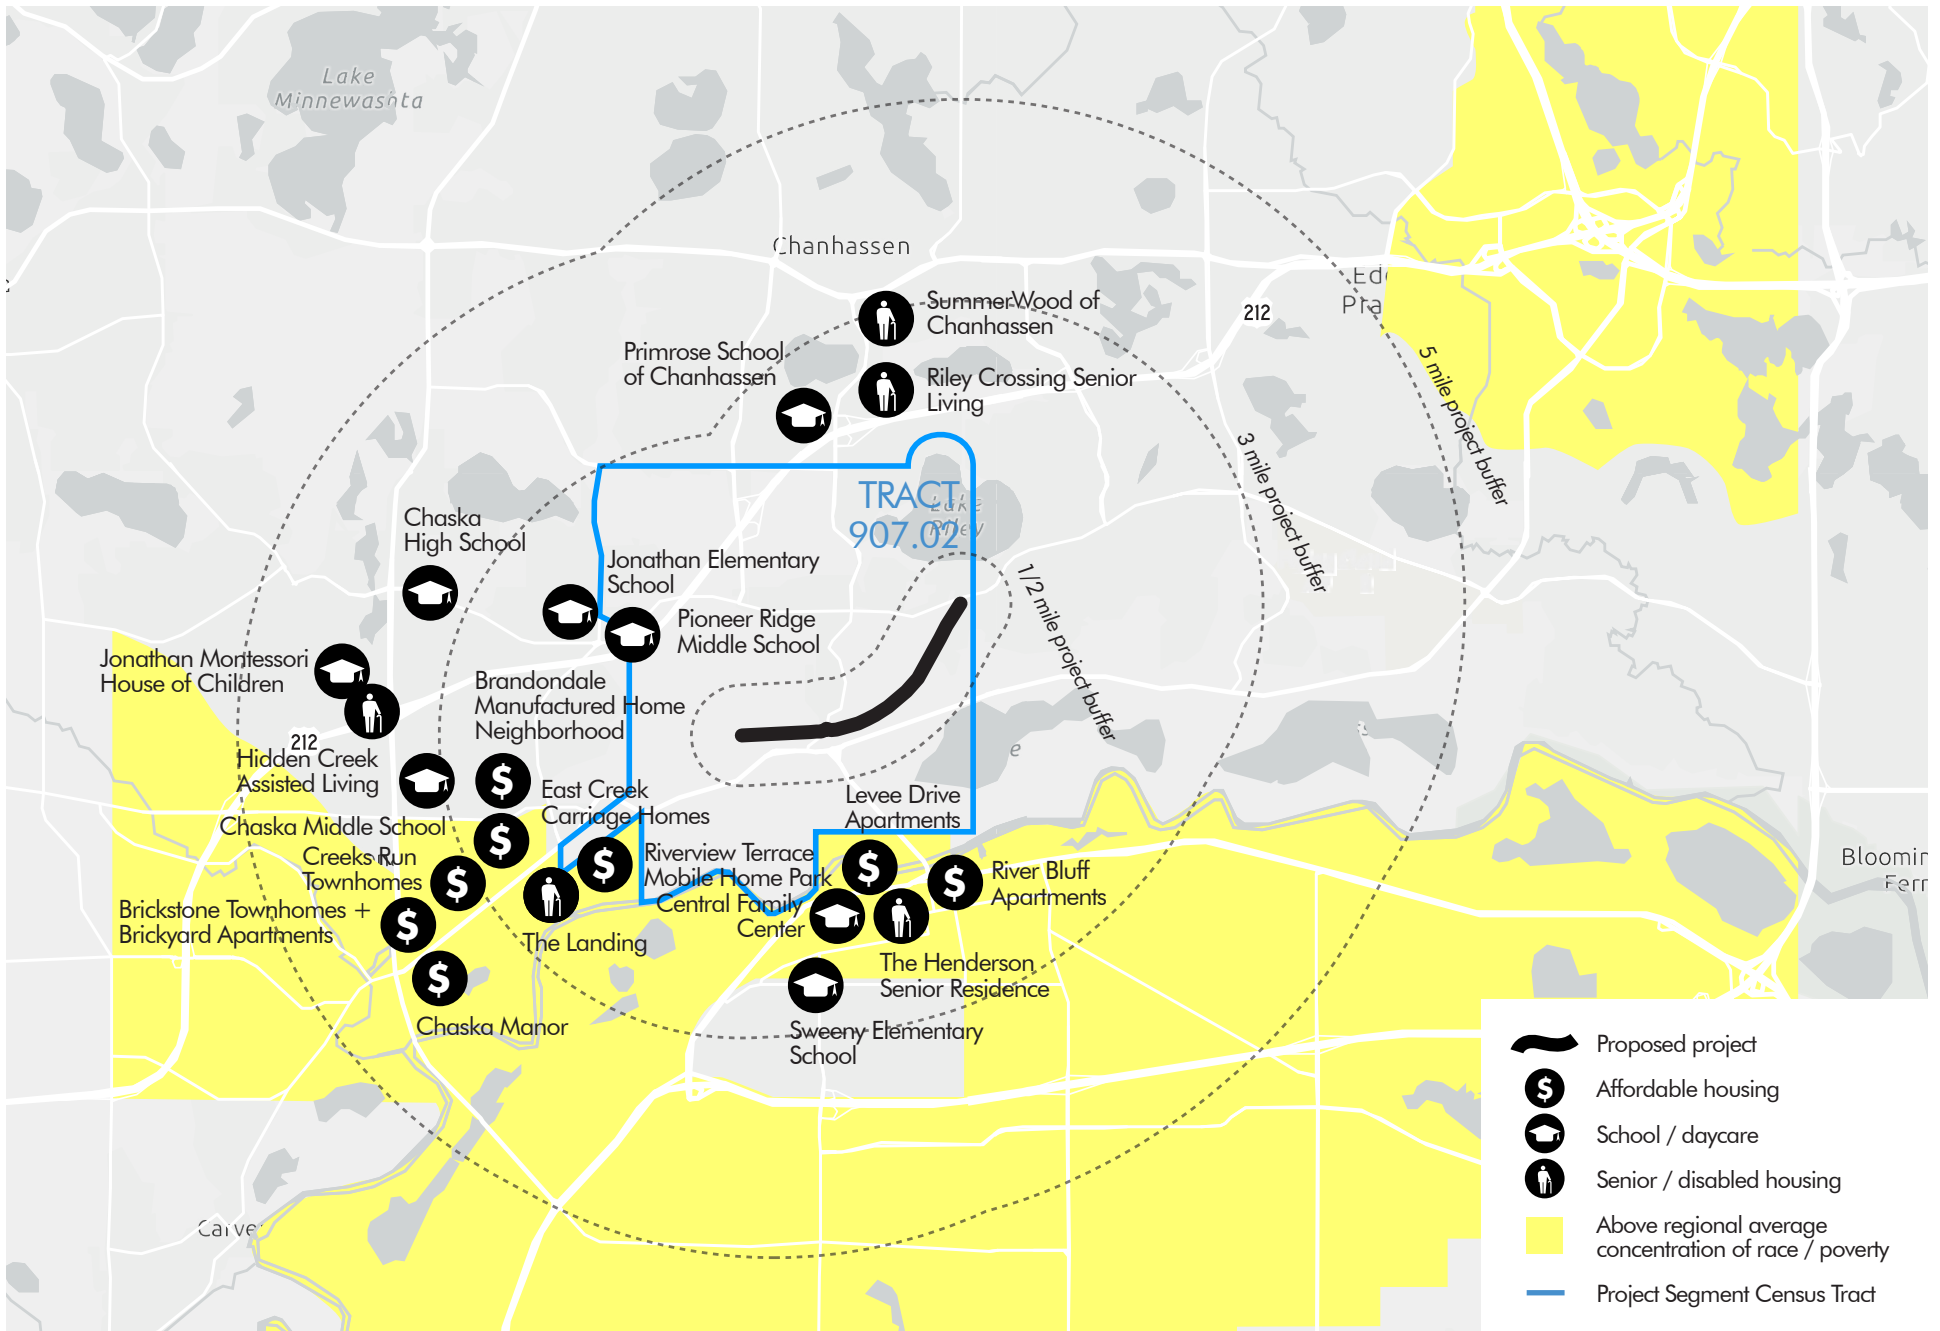 Lake
Minnewashta
Chanhassen
SummerWood of
Chanhassen
212
Primrose School
of Chanhassen
Riley Crossing Senior
Living
5 mile project buffer
3 mile project buffer
TRACT
907.02
Lake
Riley
Chaska
High School
Jonathan Elementary
School
1/2 mile project buffer
Pioneer Ridge
Middle School
Jonathan Montessori
House of Children
Brandondale
Manufactured Home
Neighborhood
212
Hidden Creek
Assisted Living
East Creek
Carriage Homes
Levee Drive
Apartments
Chaska Middle School
Creeks Run
Townhomes
Riverview Terrace
Mobile Home Park
River Bluff
Apartments
Brickstone Townhomes +
Brickyard Apartments
Central Family
Center
The Landing
The Henderson
Senior Residence
Chaska Manor
Sweeny Elementary
School
Proposed project
Affordable housing
School / daycare
Senior / disabled housing
Above regional average
concentration of race / poverty
Project Segment Census Tract